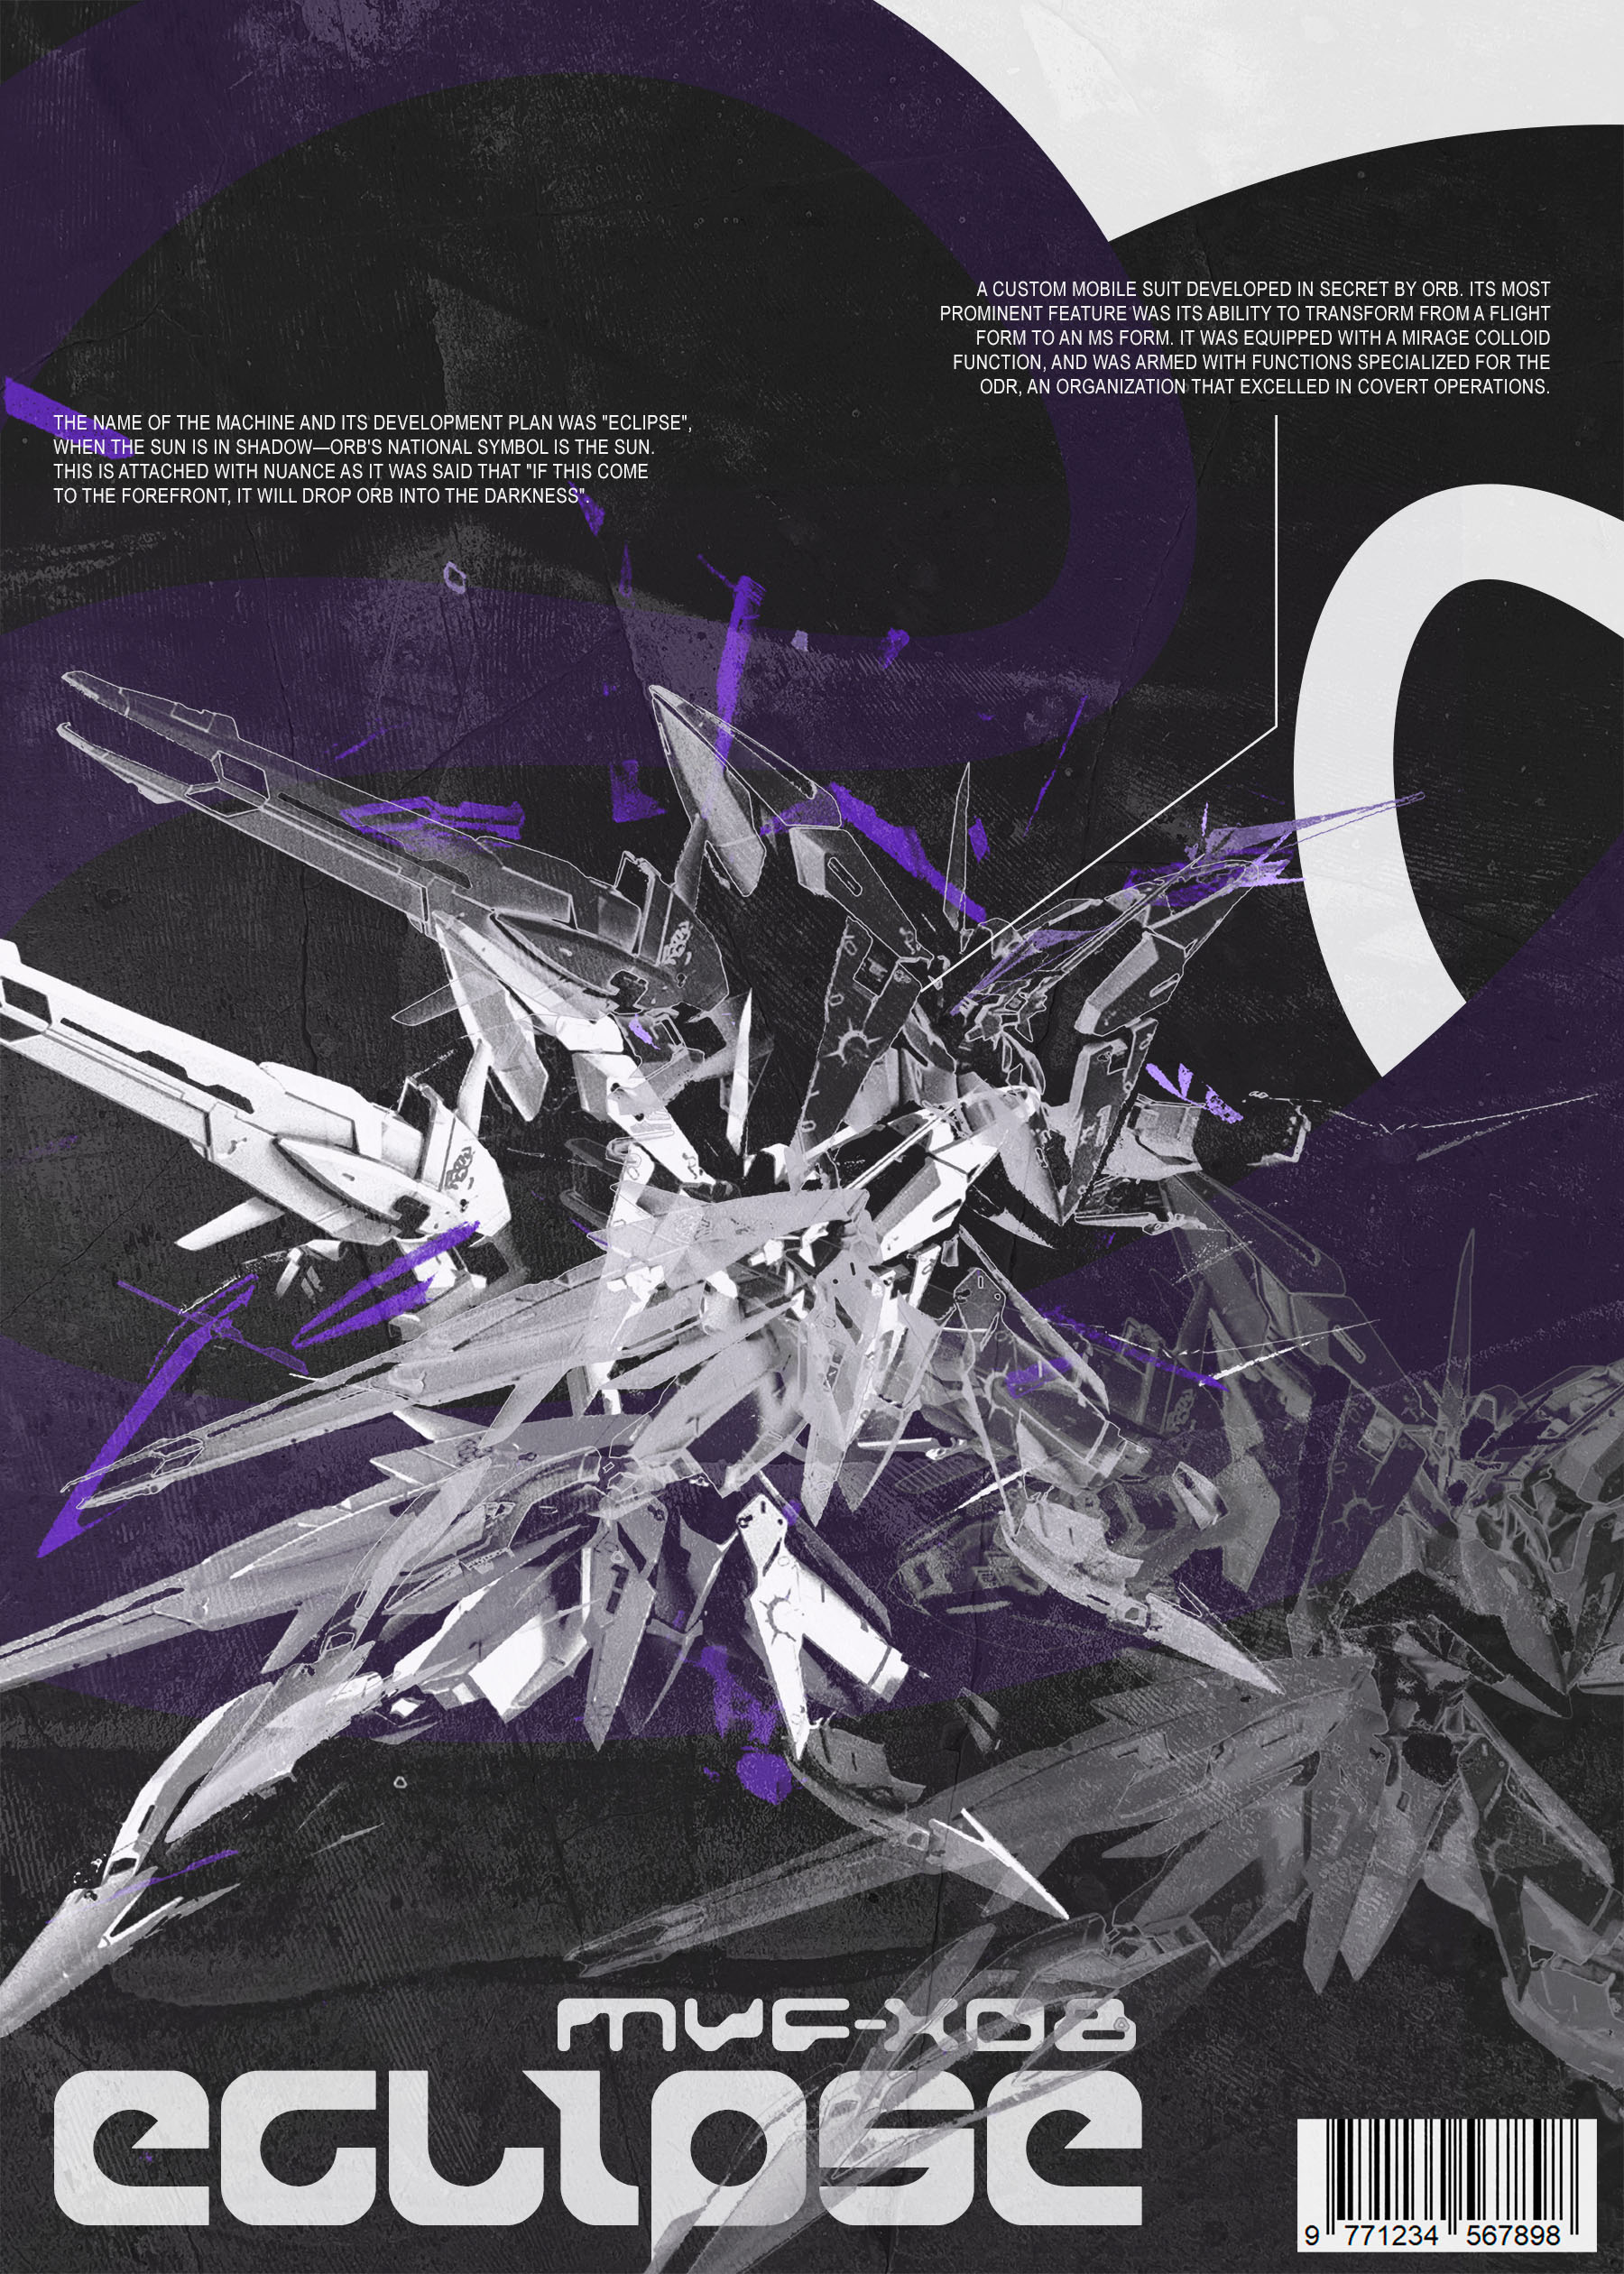 A CUSTOM MOBILE SUIT DEVELOPED IN SECRET BY ORB. ITS MOST
PROMINENT FEATURE WAS ITS ABILITY TO TRANSFORM FROM A FLIGHT
FORM TO AN MS FORM. IT WAS EQUIPPED WITH A MIRAGE COLLOID
FUNCTION, AND WAS ARMED WITH FUNCTIONS SPECIALIZED FOR THE
ODR, AN ORGANIZATION THAT EXCELLED IN COVERT OPERATIONS.
THE NAME OF THE MACHINE AND ITS DEVELOPMENT PLAN WAS "ECLIPSE",
WHEN THE SUN IS IN SHADOW—ORB'S NATIONAL SYMBOL IS THE SUN.
THIS IS ATTACHED WITH NUANCE AS IT WAS SAID THAT "IF THIS COME
TO THE FOREFRONT, IT WILL DROP ORB INTO THE DARKNESS".
MVF-X08
ECLIPSE
9 771234 567898